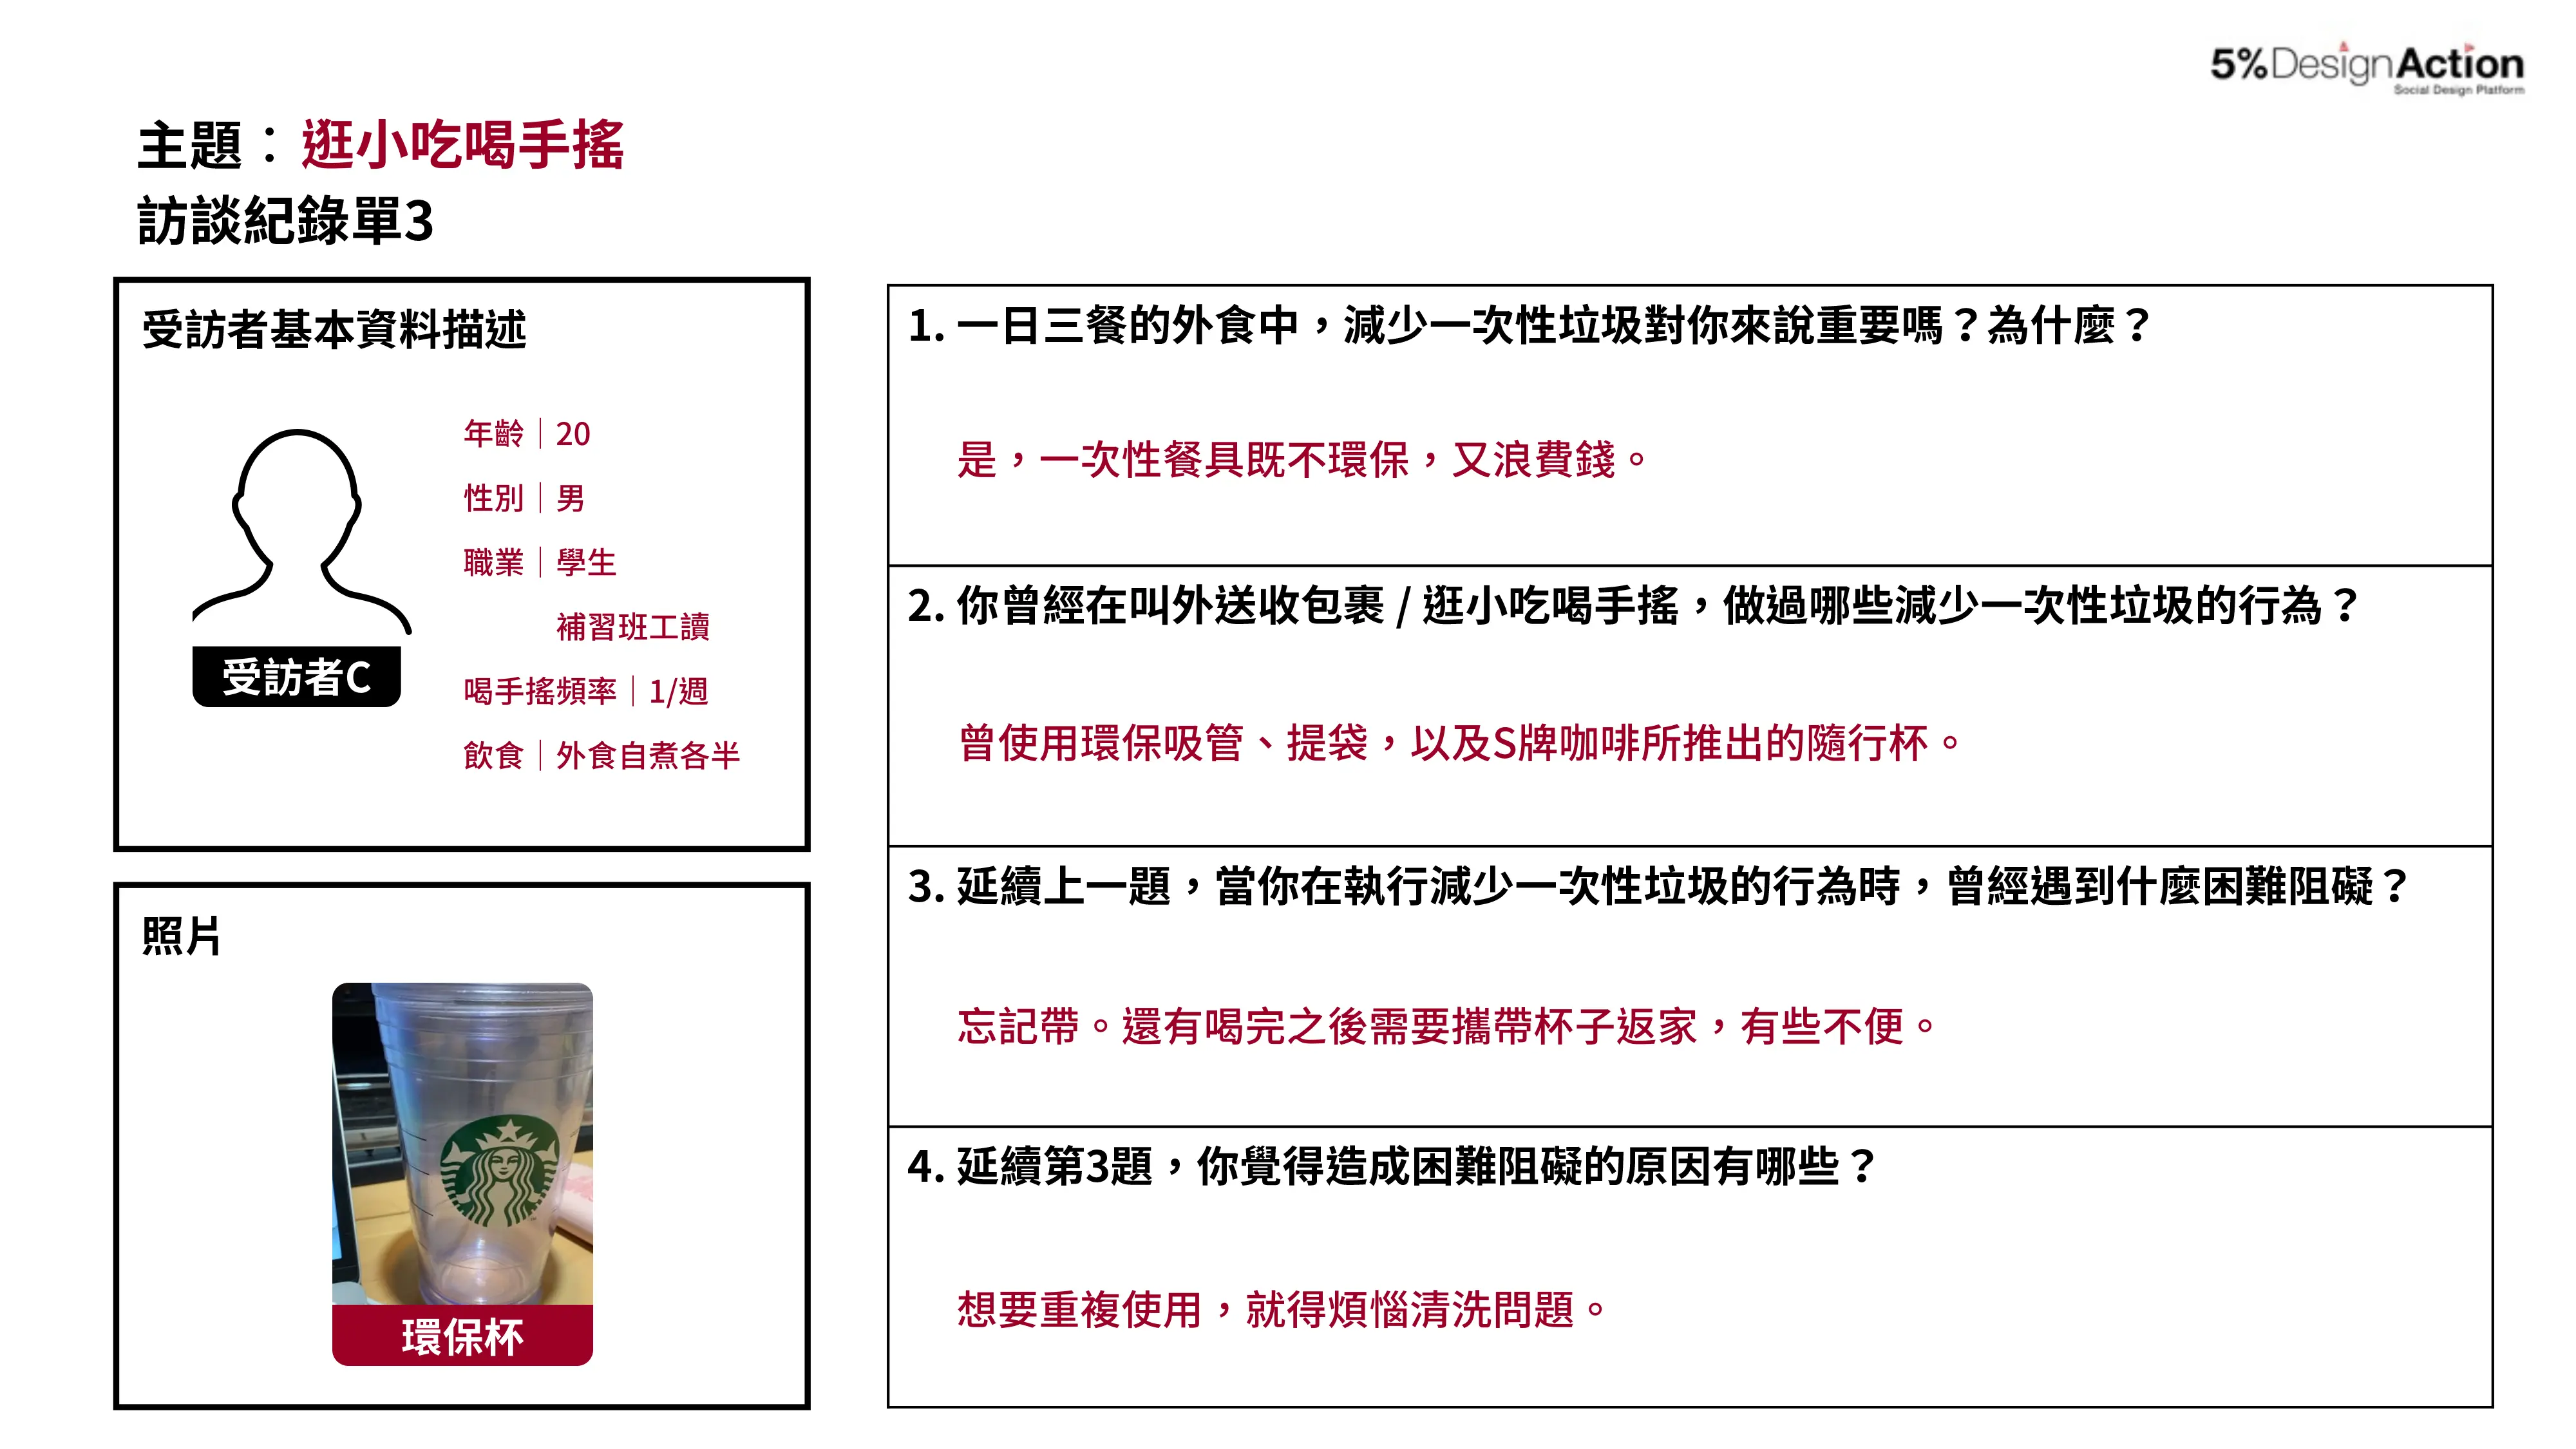 5%DesignAction
Social Design Platform
主題：逛小吃喝手搖
訪談紀錄單3
受訪者基本資料描述
年齡｜20
性別｜男
職業｜學生
補習班工讀
喝手搖頻率｜1/週
飲食｜外食自煮各半
受訪者C
照片
環保杯
1. 一日三餐的外食中，減少一次性垃圾對你來說重要嗎？為什麼？
是，一次性餐具既不環保，又浪費錢。
2. 你曾經在叫外送收包裹 / 逛小吃喝手搖，做過哪些減少一次性垃圾的行為？
曾使用環保吸管、提袋，以及S牌咖啡所推出的隨行杯。
3. 延續上一題，當你在執行減少一次性垃圾的行為時，曾經遇到什麼困難阻礙？
忘記帶。還有喝完之後需要攜帶杯子返家，有些不便。
4. 延續第3題，你覺得造成困難阻礙的原因有哪些？
想要重複使用，就得煩惱清洗問題。